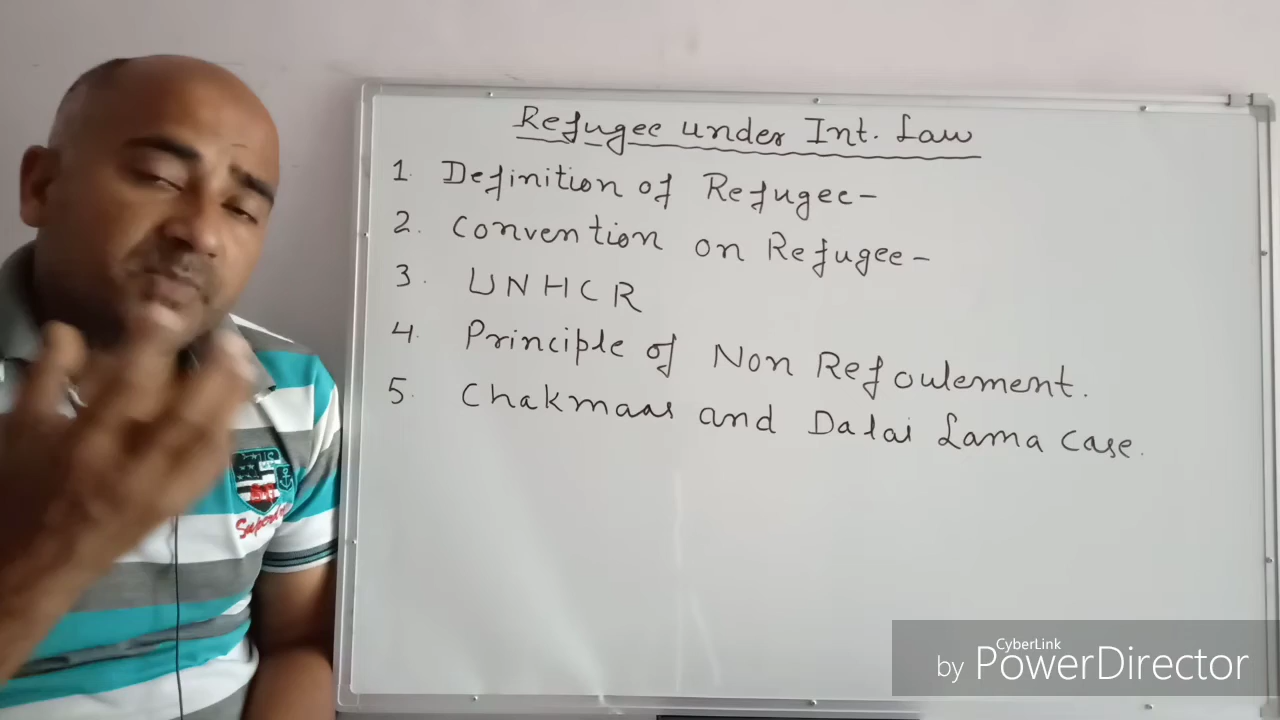 Refugee under Int. Law
1. Definition of Refugee-
2. Convention on Refugee-
3. UNHCR
4. Principle of Non Refoulement.
5. Chakmaas and Dalai Lama Case.
CyberLink
by PowerDirector